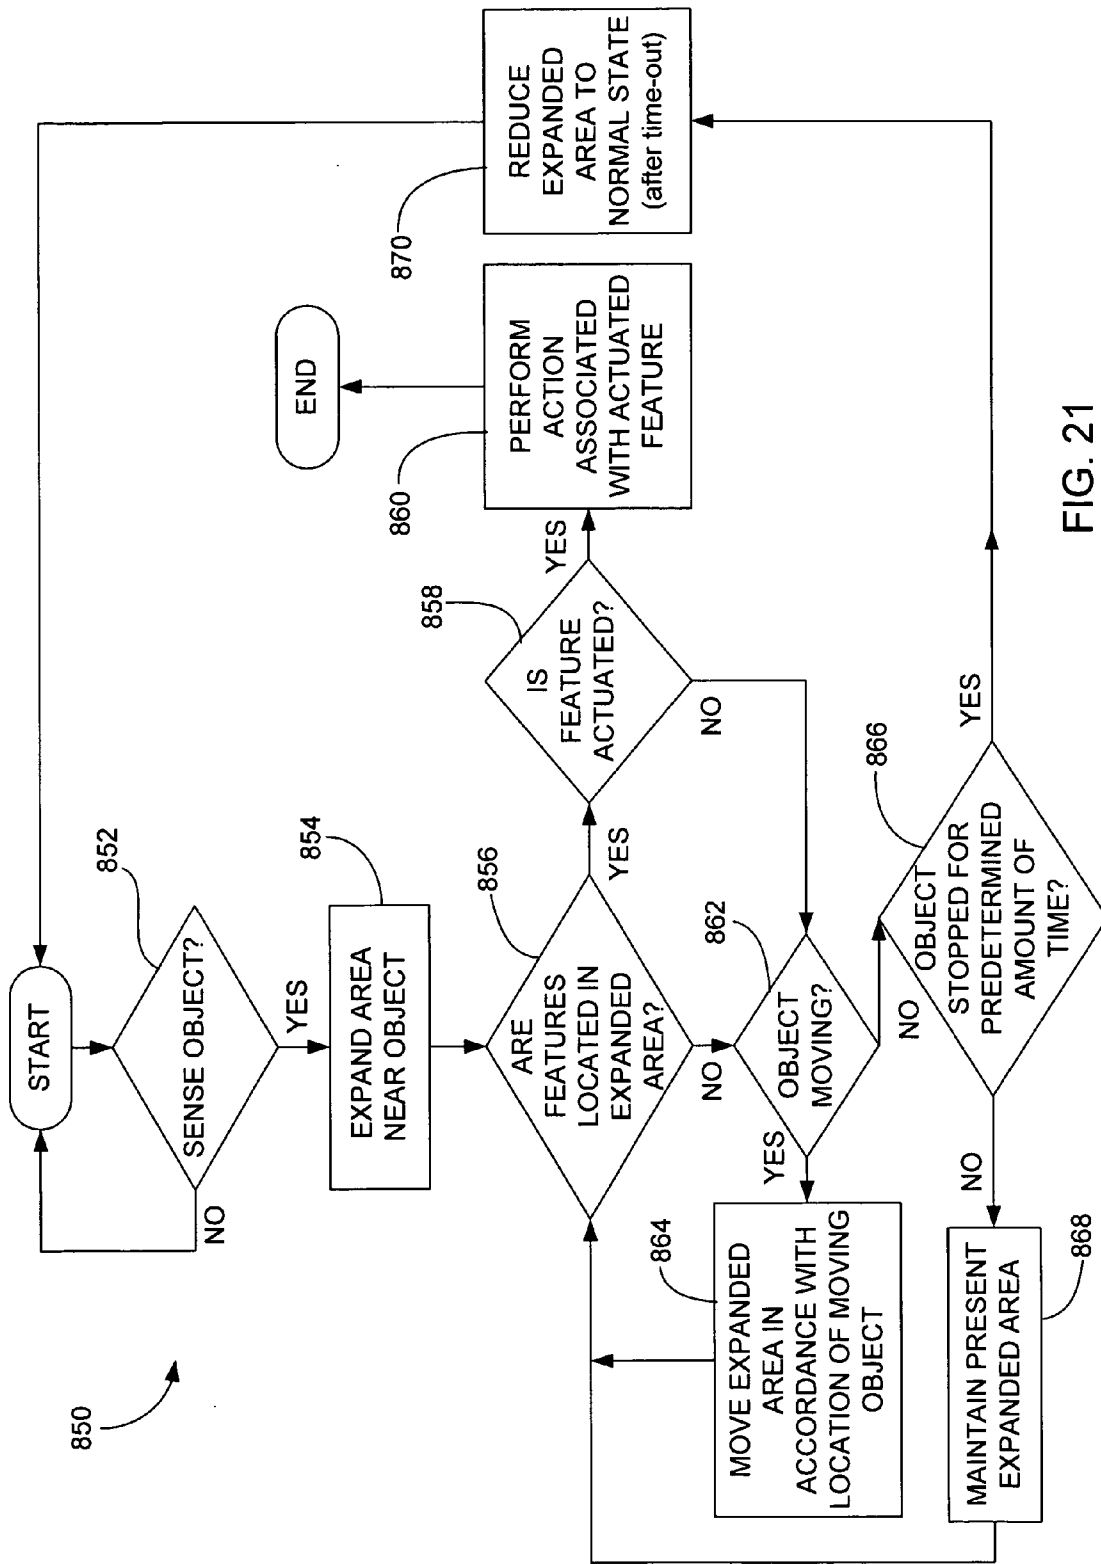 850
START
852
SENSE OBJECT?
NO
YES
854
EXPAND AREA
NEAR OBJECT
856
ARE
FEATURES
LOCATED IN
EXPANDED
AREA?
YES
NO
858
IS
FEATURE
ACTUATED?
YES
NO
860
PERFORM
ACTION
ASSOCIATED
WITH ACTUATED
FEATURE
END
862
OBJECT
MOVING?
YES
NO
864
MOVE EXPANDED
AREA IN
ACCORDANCE WITH
LOCATION OF MOVING
OBJECT
866
OBJECT
STOPPED FOR
PREDETERMINED
AMOUNT OF
TIME?
NO
YES
868
MAINTAIN PRESENT
EXPANDED AREA
870
REDUCE
EXPANDED
AREA TO
NORMAL STATE
(after time-out)
FIG. 21